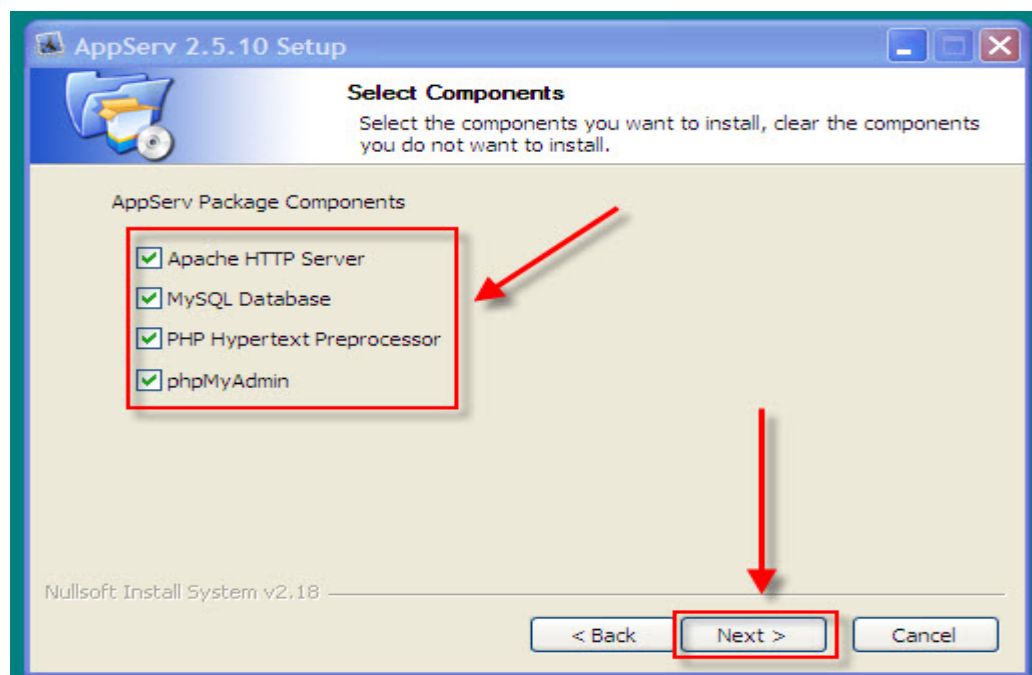 AppServ 2.5.10 Setup
Select Components
Select the components you want to install, clear the components
you do not want to install.
AppServ Package Components
Apache HTTP Server
MySQL Database
PHP Hypertext Preprocessor
phpMyAdmin
Nullsoft Install System v2.18
< Back Next > Cancel